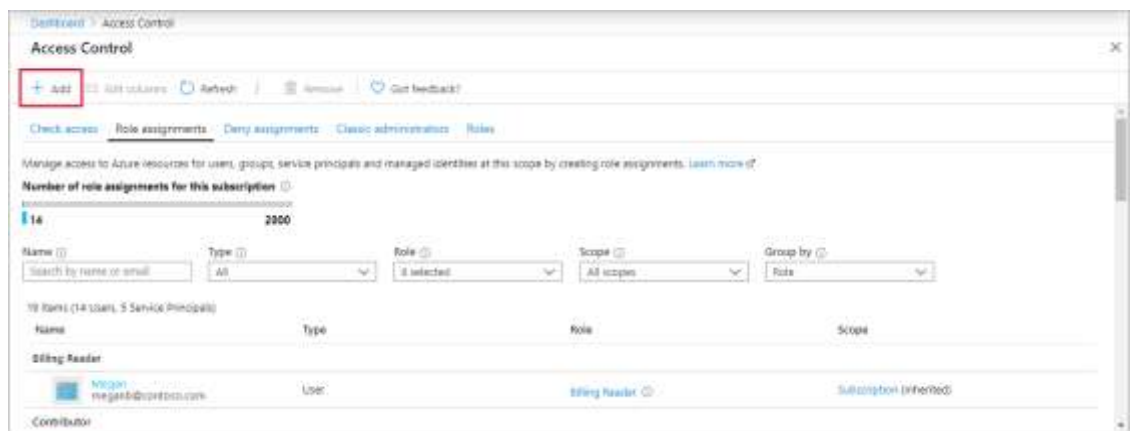 Dashboard > Access Control
Access Control
+ Add Edit columns Refresh Remove Got feedback?
Check access Role assignments Deny assignments Classic administrators Roles
Manage access to Azure resources for users, groups, service principals and managed identities at this scope by creating role assignments. Learn more
Number of role assignments for this subscription
14 2000
Name Type Role Scope Group by
Search by name or email All selected All scopes Role
19 items (14 Users, 5 Service Principals)
Name Type Role Scope
Billing Reader
Megan
meganb@contoso.com User Billing Reader Subscription (Inherited)
Contributor